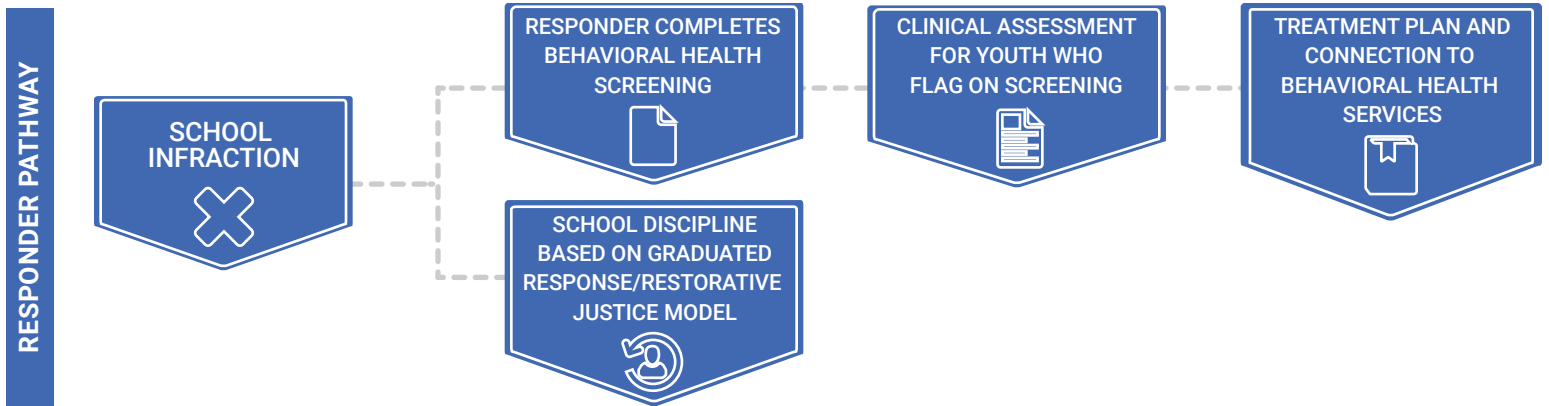 RESPONDER PATHWAY
SCHOOL
INFRACTION
RESPONDER COMPLETES
BEHAVIORAL HEALTH
SCREENING
CLINICAL ASSESSMENT
FOR YOUTH WHO
FLAG ON SCREENING
TREATMENT PLAN AND
CONNECTION TO
BEHAVIORAL HEALTH
SERVICES
SCHOOL DISCIPLINE
BASED ON GRADUATED
RESPONSE/RESTORATIVE
JUSTICE MODEL